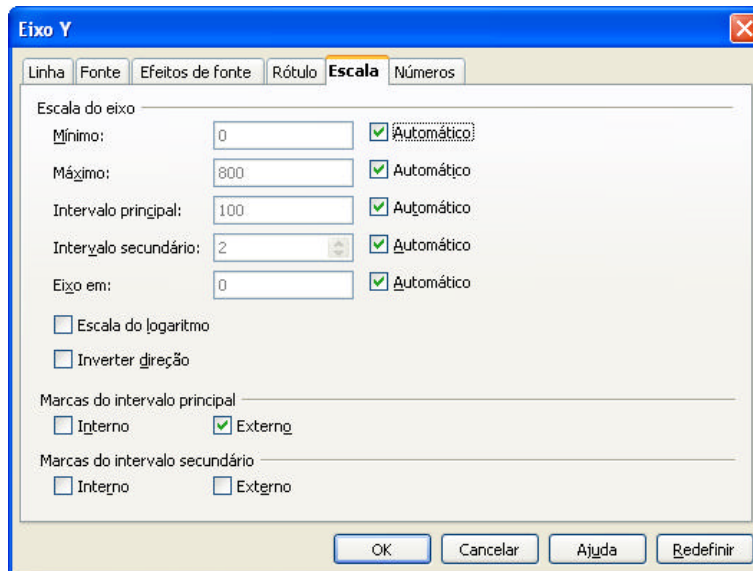 Eixo Y
Linha Fonte Efeitos de fonte Rótulo Escala Números
Escala do eixo
Mínimo: 0 Automático
Máximo: 800 Automático
Intervalo principal: 100 Automático
Intervalo secundário: 2 Automático
Eixo em: 0 Automático
Escala do logaritmo
Inverter direção
Marcas do intervalo principal
Interno Externo
Marcas do intervalo secundário
Interno Externo
OK Cancelar Ajuda Redefinir